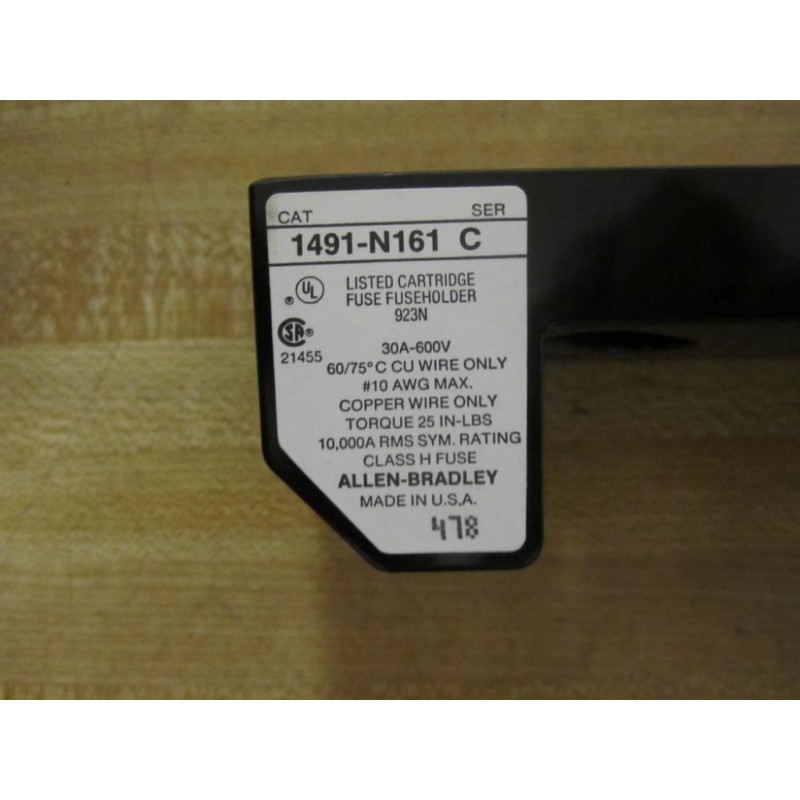 CAT SER
1491-N161 C
UL ® LISTED CARTRIDGE
FUSE FUSEHOLDER
923N
SA ®
21455
30A-600V
60/75°C CU WIRE ONLY
#10 AWG MAX.
COPPER WIRE ONLY
TORQUE 25 IN-LBS
10,000A RMS SYM. RATING
CLASS H FUSE
ALLEN-BRADLEY
MADE IN U.S.A.
478